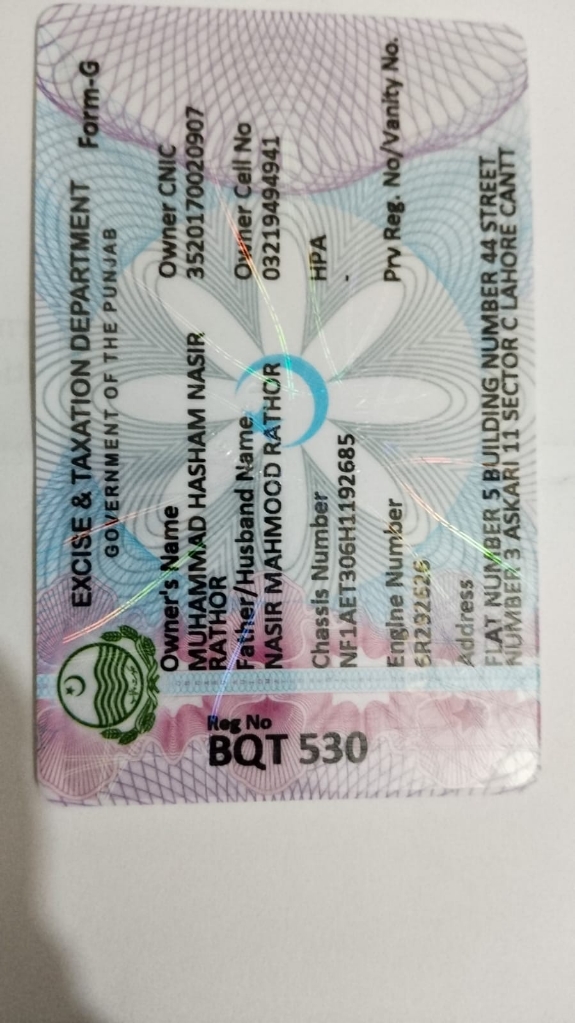 EXCISE & TAXATION DEPARTMENT Form-G
GOVERNMENT OF THE PUNJAB
Owner's Name
MUHAMMAD HASHAM NASIR
RATHOR
Owner CNIC
3520170020907
Father/Husband Name
NASIR MAHMOOD RATHOR
Owner Cell No
03219494941
Chassis Number
NF1AET306H1192685
HPA
-
Engine Number
Prv Reg. No/Vanity No.
Address
FLAT NUMBER 5 BUILDING NUMBER 44 STREET
NUMBER 3 ASKARI 11 SECTOR C LAHORE CANTT
Reg No
BQT 530